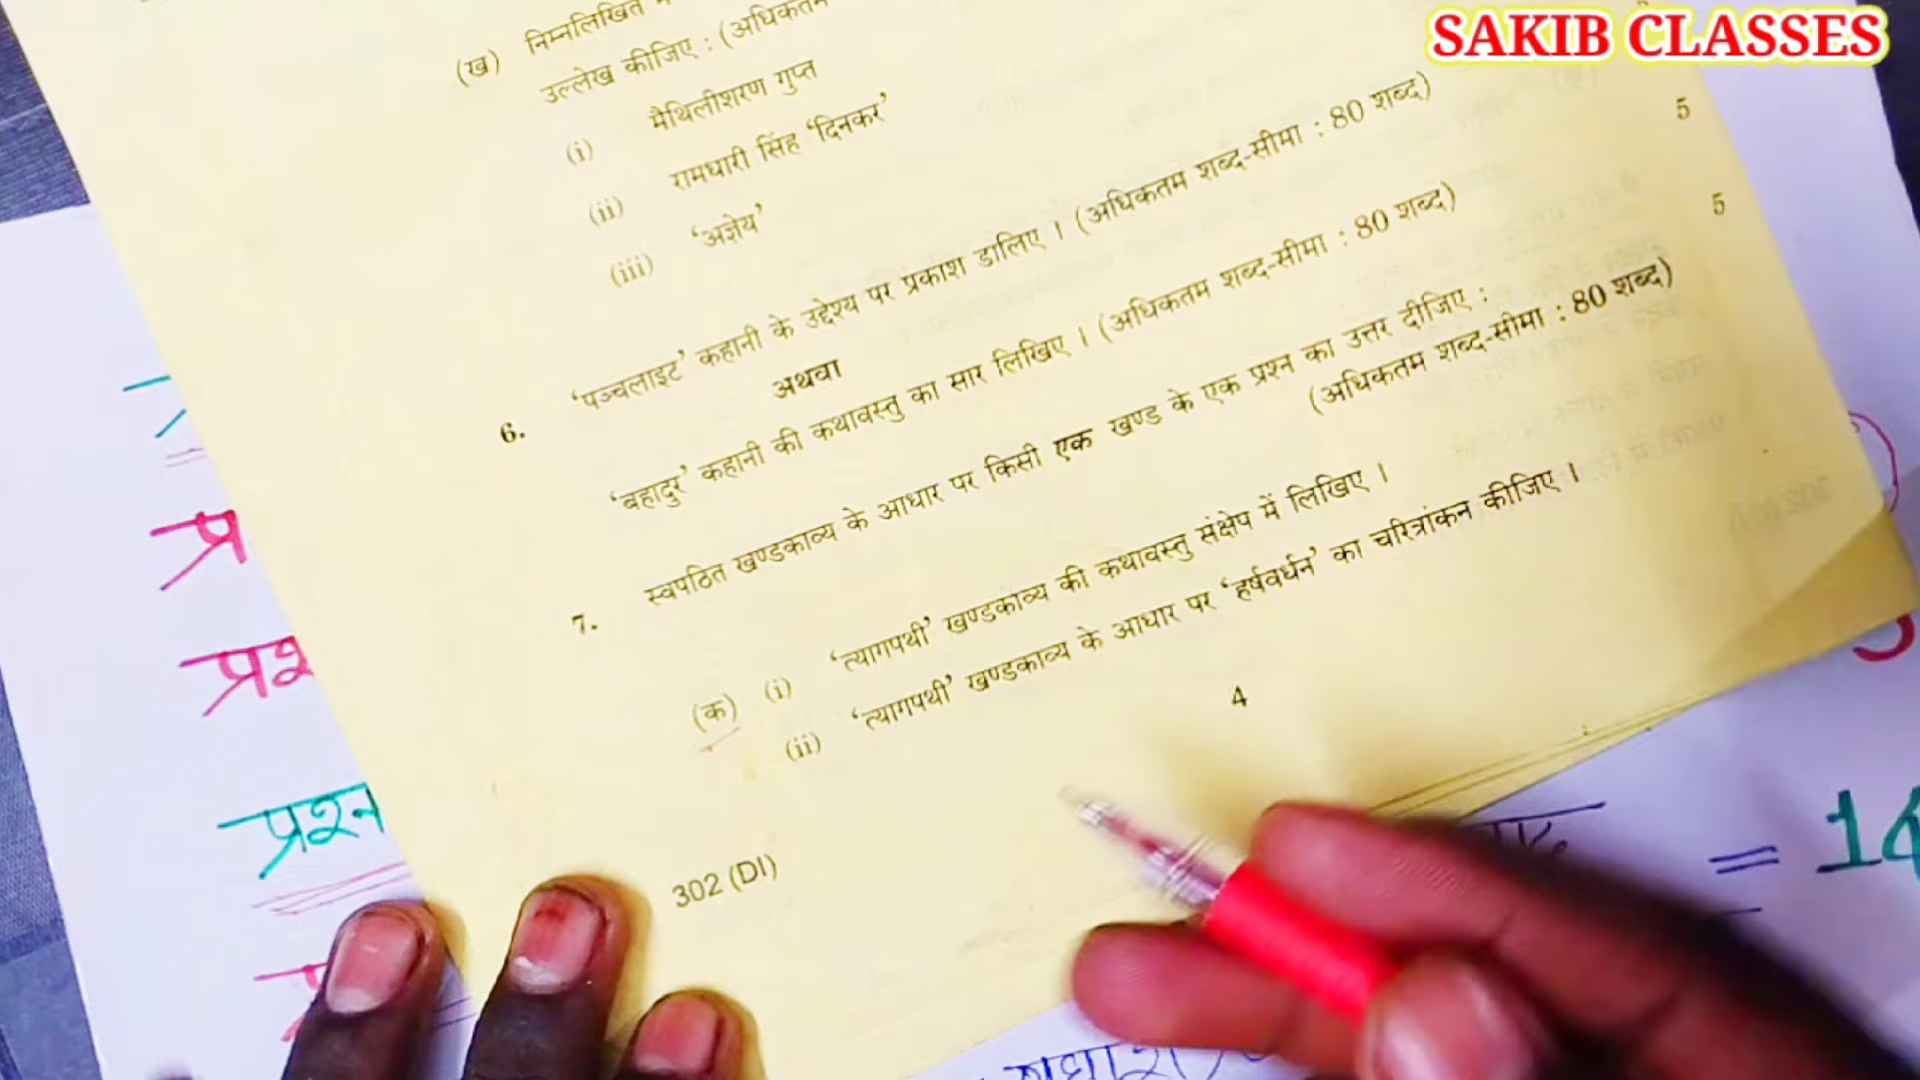 SAKIB CLASSES
(ख) निम्नलिखित
उल्लेख कीजिए : (अधिकतम
(i) मैथिलीशरण गुप्त
(ii) रामधारी सिंह 'दिनकर'
(iii) 'अज्ञेय'
6. 'पञ्चलाइट' कहानी के उद्देश्य पर प्रकाश डालिए । (अधिकतम शब्द-सीमा : 80 शब्द) 5
अथवा
'बहादुर' कहानी की कथावस्तु का सार लिखिए । (अधिकतम शब्द-सीमा : 80 शब्द) 5
7. स्वपठित खण्डकाव्य के आधार पर किसी एक खण्ड के एक प्रश्न का उत्तर दीजिए :
(अधिकतम शब्द-सीमा : 80 शब्द)
(क) (i) 'त्यागपथी' खण्डकाव्य की कथावस्तु संक्षेप में लिखिए ।
(ii) 'त्यागपथी' खण्डकाव्य के आधार पर 'हर्षवर्धन' का चरित्रांकन कीजिए ।
4
302 (DI)
प्रश्न
= 14